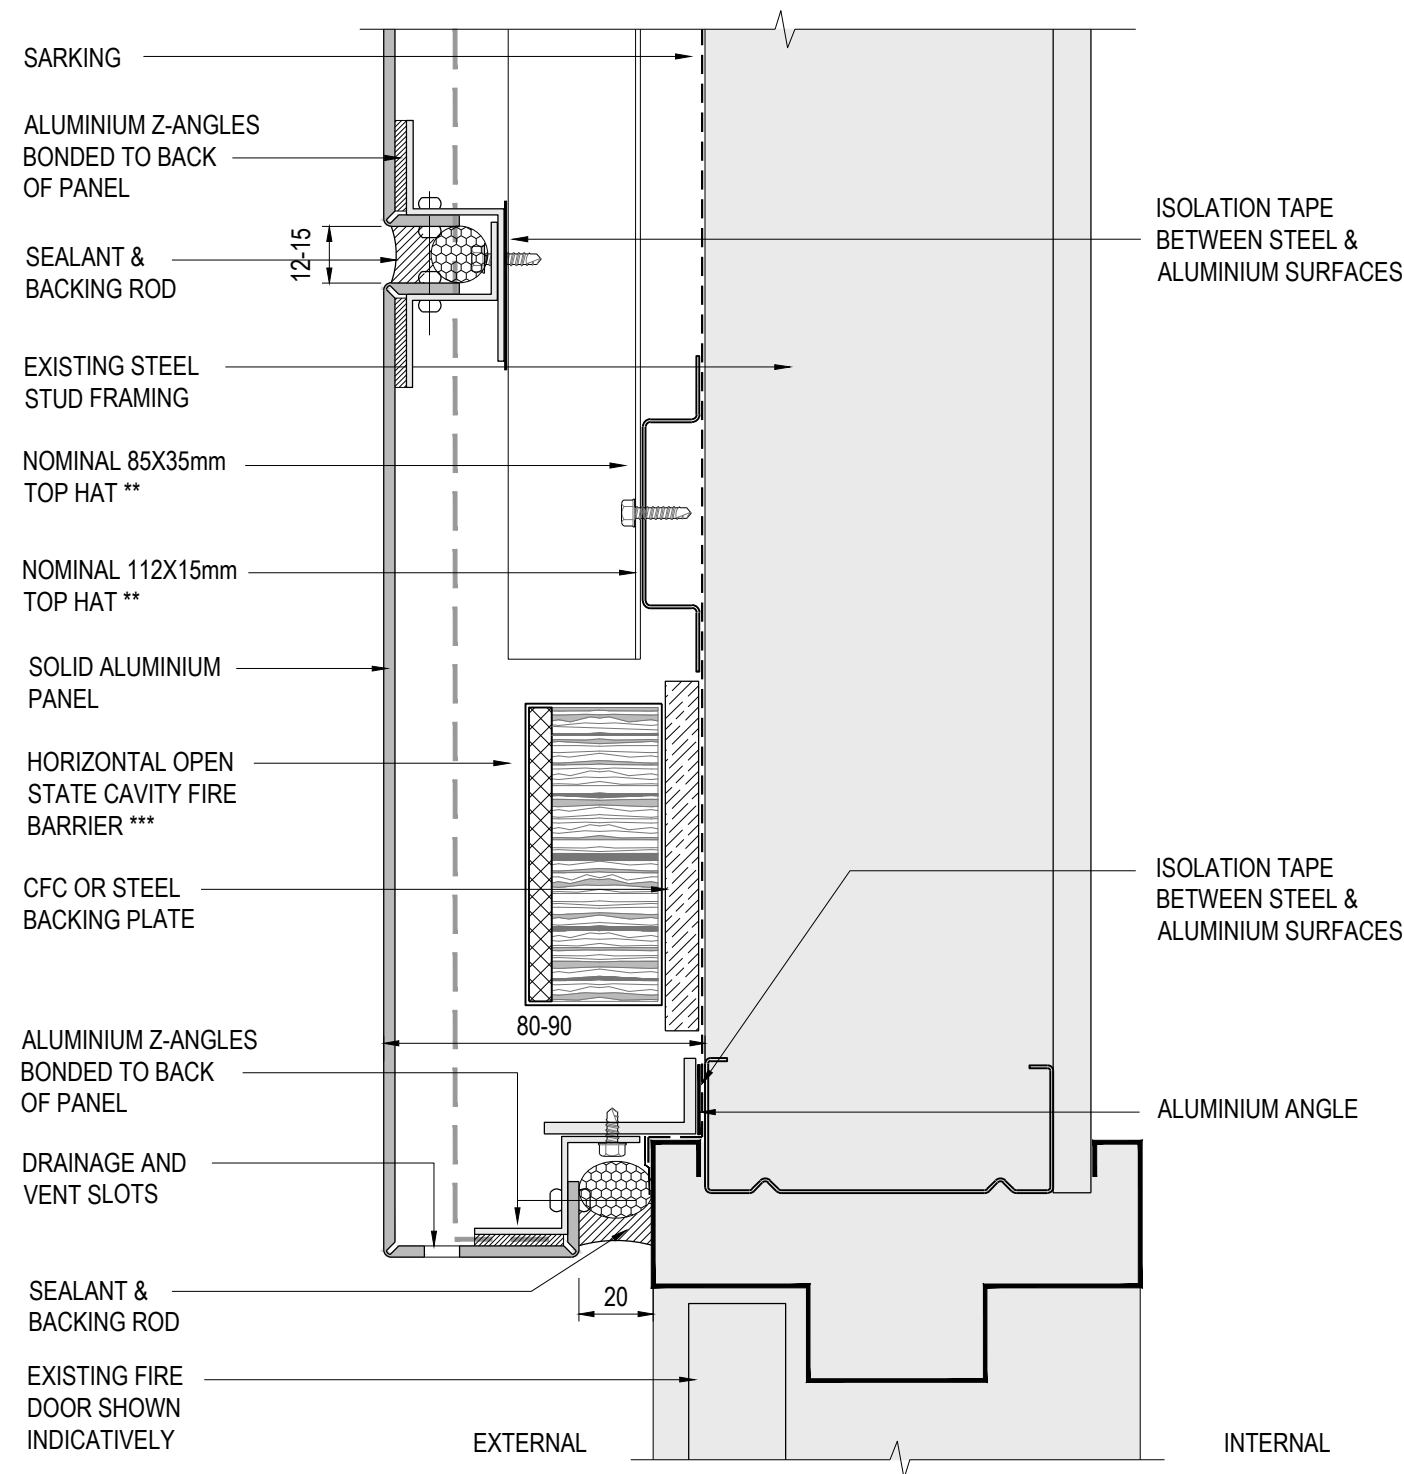 SARKING
ALUMINIUM Z-ANGLES
BONDED TO BACK
OF PANEL
12-15
SEALANT &
BACKING ROD
EXISTING STEEL
STUD FRAMING
NOMINAL 85X35mm
TOP HAT **
NOMINAL 112X15mm
TOP HAT **
SOLID ALUMINIUM
PANEL
HORIZONTAL OPEN
STATE CAVITY FIRE
BARRIER ***
CFC OR STEEL
BACKING PLATE
80-90
ALUMINIUM Z-ANGLES
BONDED TO BACK
OF PANEL
DRAINAGE AND
VENT SLOTS
SEALANT &
BACKING ROD
20
EXISTING FIRE
DOOR SHOWN
INDICATIVELY
EXTERNAL
ISOLATION TAPE
BETWEEN STEEL &
ALUMINIUM SURFACES
ISOLATION TAPE
BETWEEN STEEL &
ALUMINIUM SURFACES
ALUMINIUM ANGLE
INTERNAL